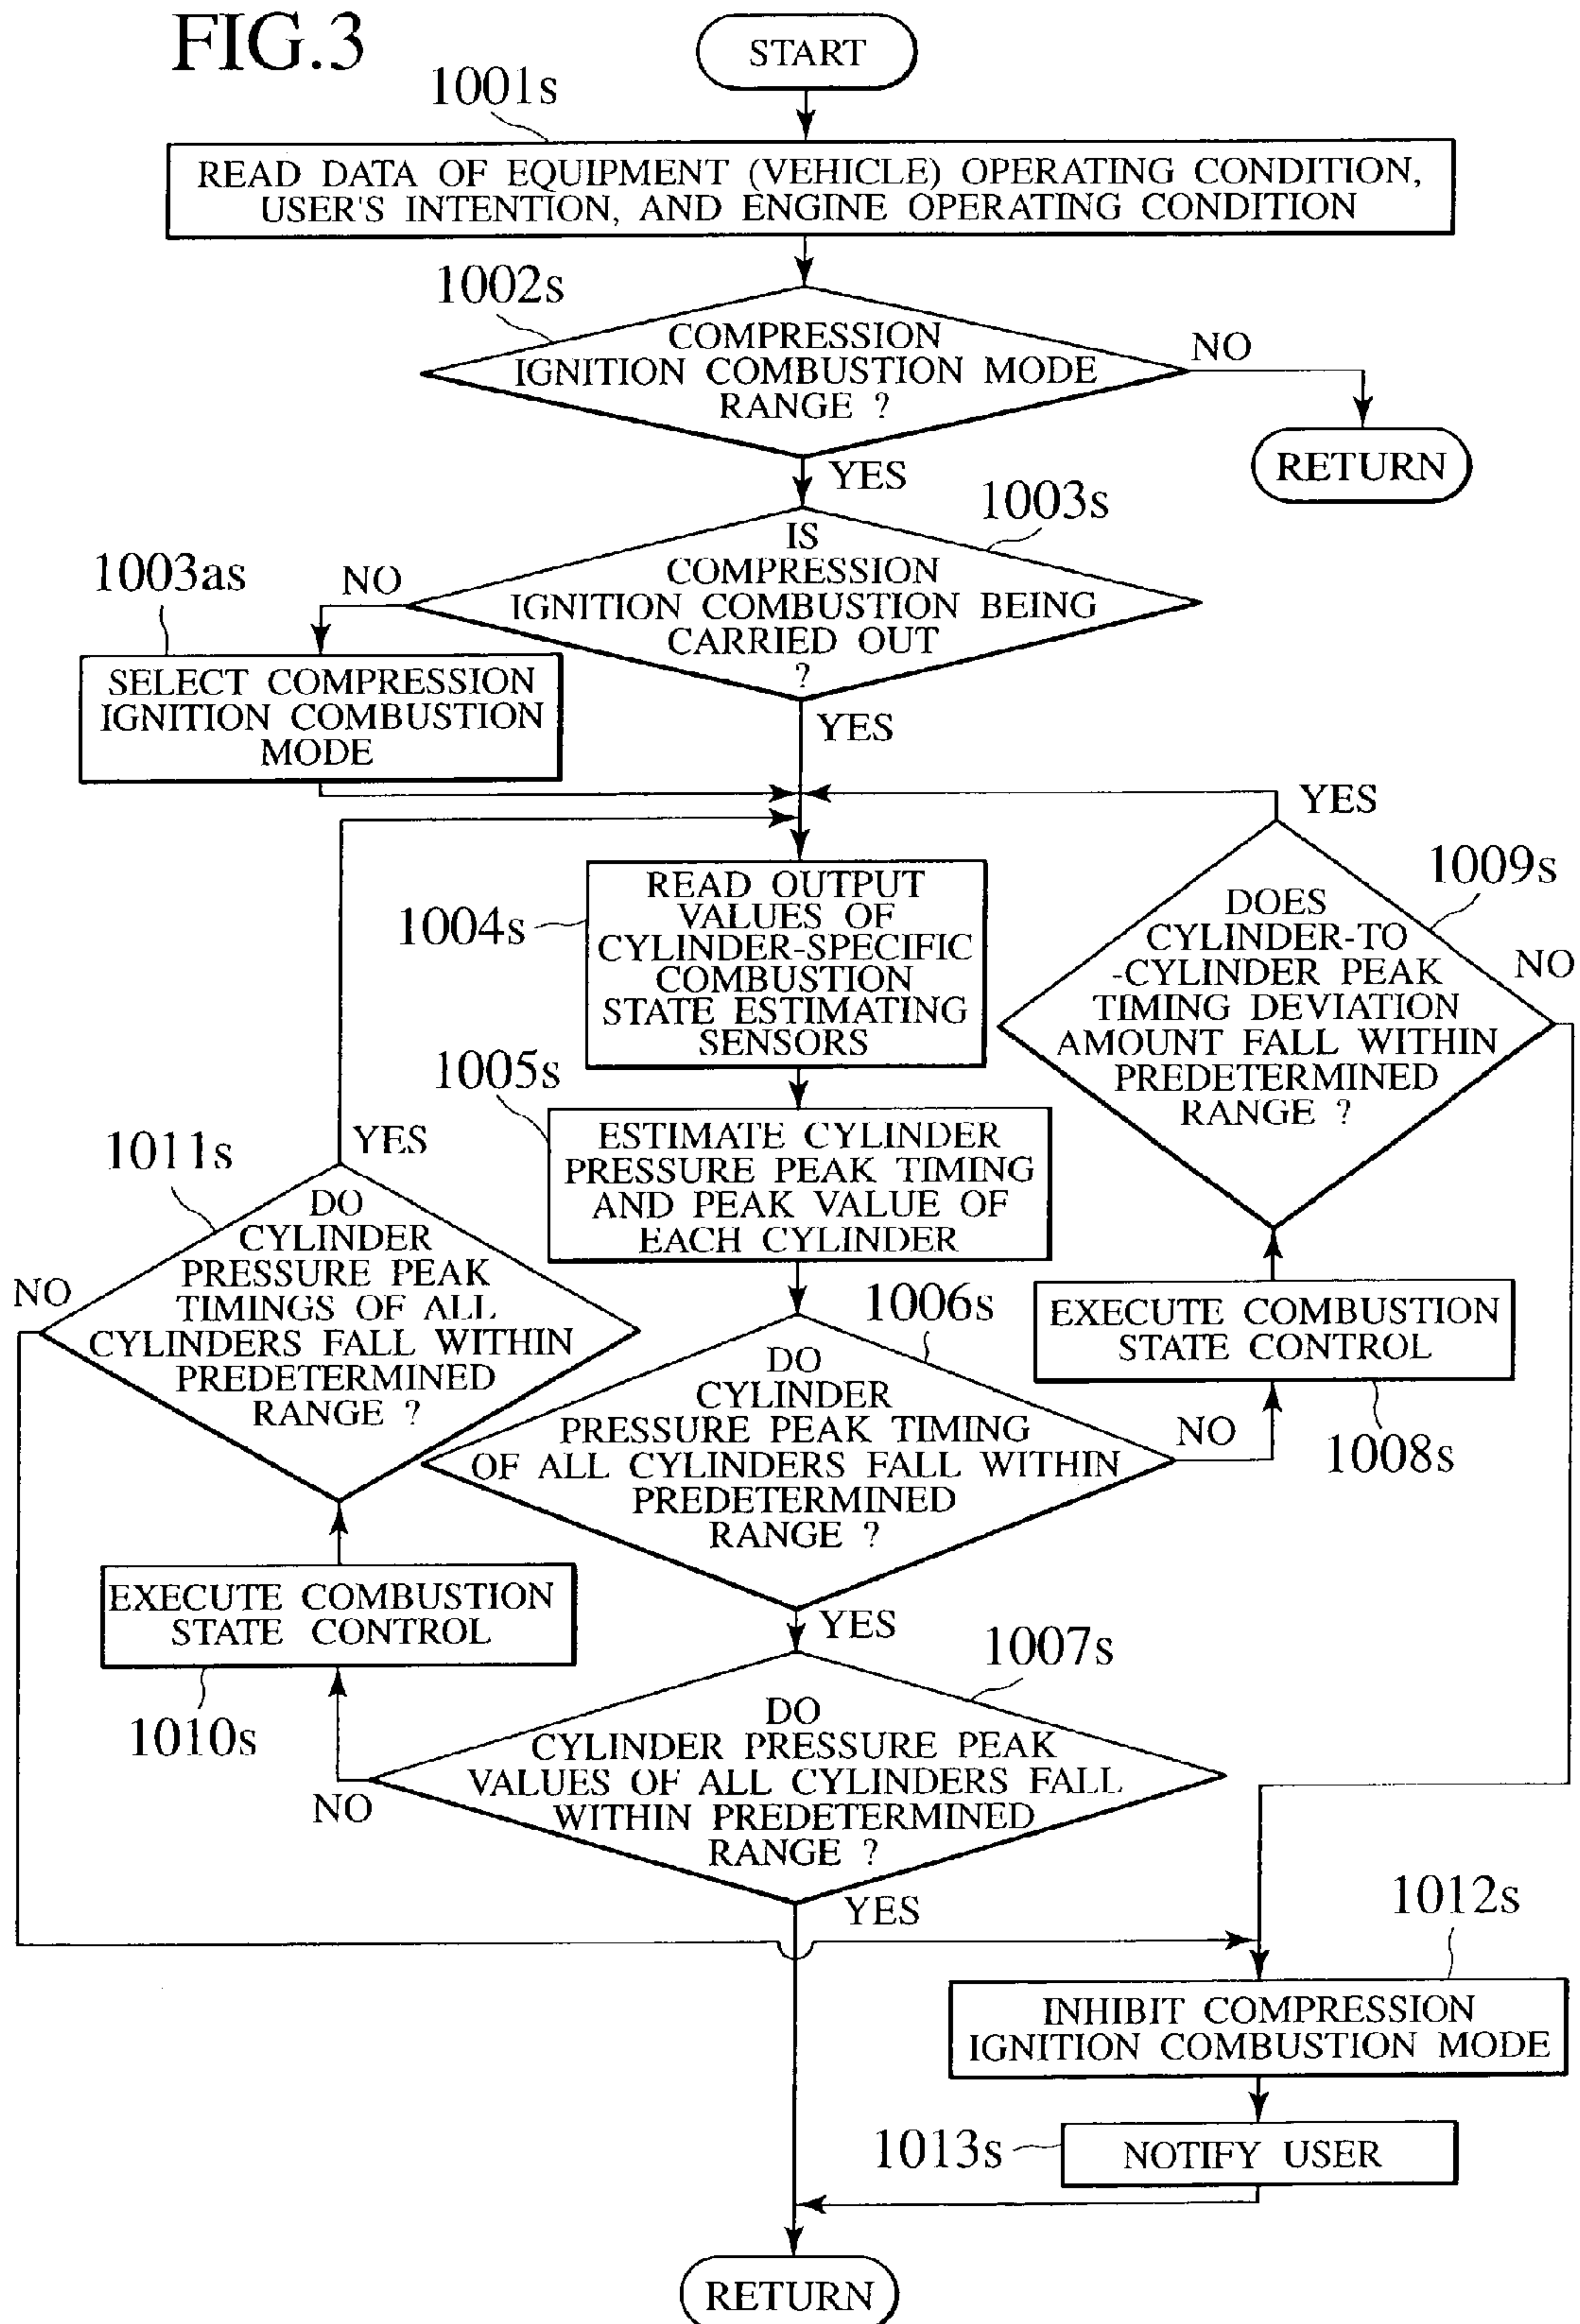 FIG.3
START
1001s
READ DATA OF EQUIPMENT (VEHICLE) OPERATING CONDITION,
USER'S INTENTION, AND ENGINE OPERATING CONDITION
1002s
COMPRESSION
IGNITION COMBUSTION MODE
RANGE ?
NO
RETURN
YES
1003s
IS
COMPRESSION
IGNITION COMBUSTION BEING
CARRIED OUT
?
1003as
NO
SELECT COMPRESSION
IGNITION COMBUSTION
MODE
YES
YES
1004s
READ OUTPUT
VALUES OF
CYLINDER-SPECIFIC
COMBUSTION
STATE ESTIMATING
SENSORS
1009s
DOES
CYLINDER-TO
-CYLINDER PEAK
TIMING DEVIATION
AMOUNT FALL WITHIN
PREDETERMINED
RANGE ?
NO
1005s
ESTIMATE CYLINDER
PRESSURE PEAK TIMING
AND PEAK VALUE OF
EACH CYLINDER
1011s
YES
DO
CYLINDER
PRESSURE PEAK
TIMINGS OF ALL
CYLINDERS FALL WITHIN
PREDETERMINED
RANGE ?
NO
1006s
DO
CYLINDER
PRESSURE PEAK TIMING
OF ALL CYLINDERS FALL WITHIN
PREDETERMINED
RANGE ?
NO
EXECUTE COMBUSTION
STATE CONTROL
1008s
EXECUTE COMBUSTION
STATE CONTROL
1010s
YES
1007s
DO
CYLINDER PRESSURE PEAK
VALUES OF ALL CYLINDERS FALL
WITHIN PREDETERMINED
RANGE ?
NO
YES
1012s
INHIBIT COMPRESSION
IGNITION COMBUSTION MODE
1013s
NOTIFY USER
RETURN